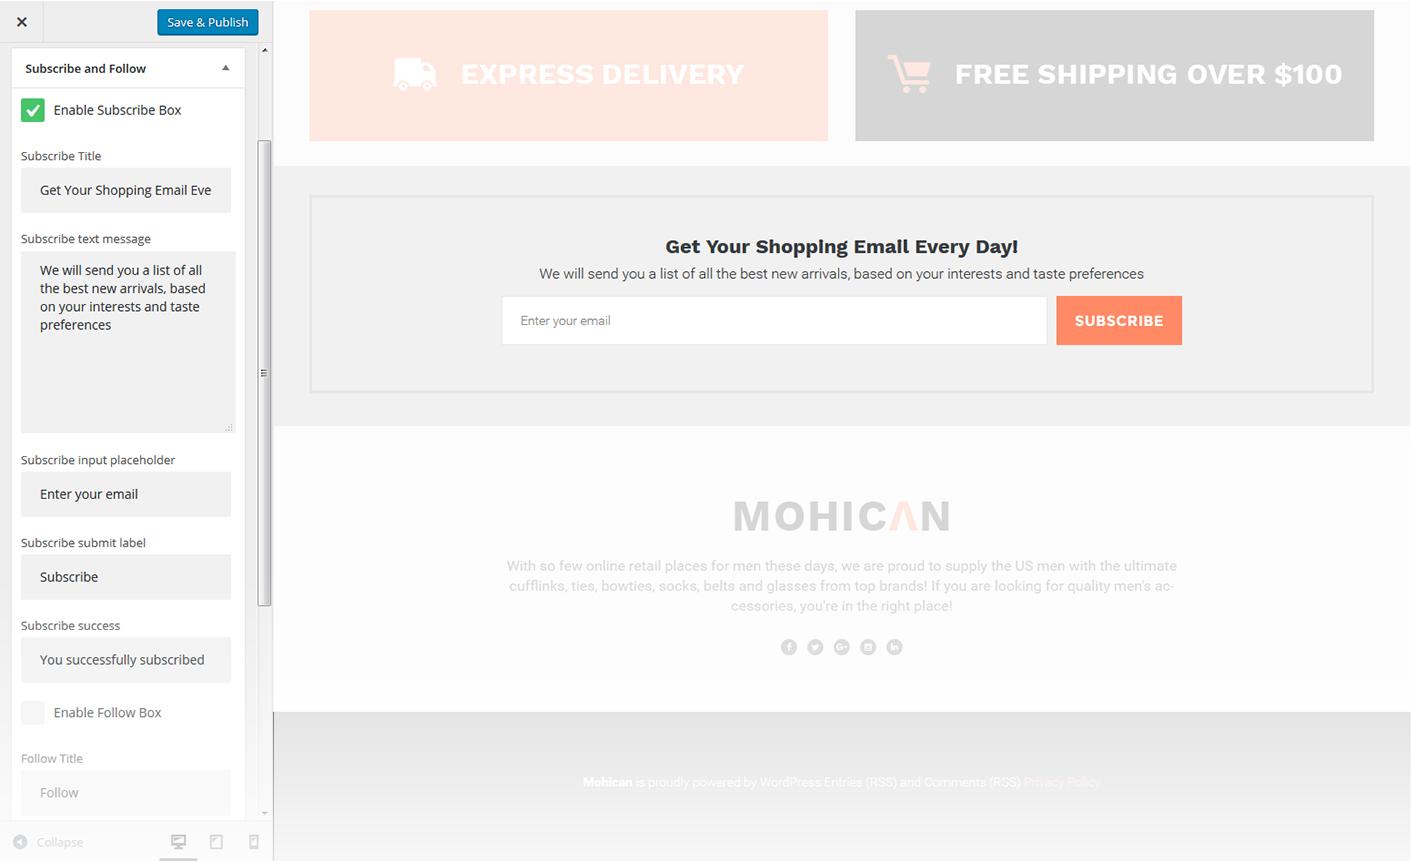 Save & Publish
Subscribe and Follow
Enable Subscribe Box
Subscribe Title
Get Your Shopping Email Eve
Subscribe text message
We will send you a list of all
the best new arrivals, based
on your interests and taste
preferences
Subscribe input placeholder
Enter your email
Subscribe submit label
Subscribe
Subscribe success
You successfully subscribed
Enable Follow Box
Follow Title
Follow
Collapse
EXPRESS DELIVERY
FREE SHIPPING OVER $100
Get Your Shopping Email Every Day!
We will send you a list of all the best new arrivals, based on your interests and taste preferences
Enter your email
SUBSCRIBE
MOHICAN
With so few online retail places for men these days, we are proud to supply the US men with the ultimate
cufflinks, ties, bowties, socks, belts and glasses from top brands! If you are looking for quality men's ac-
cessories, you're in the right place!
Mohican is proudly powered by WordPress Entries (RSS) and Comments (RSS) Privacy Policy